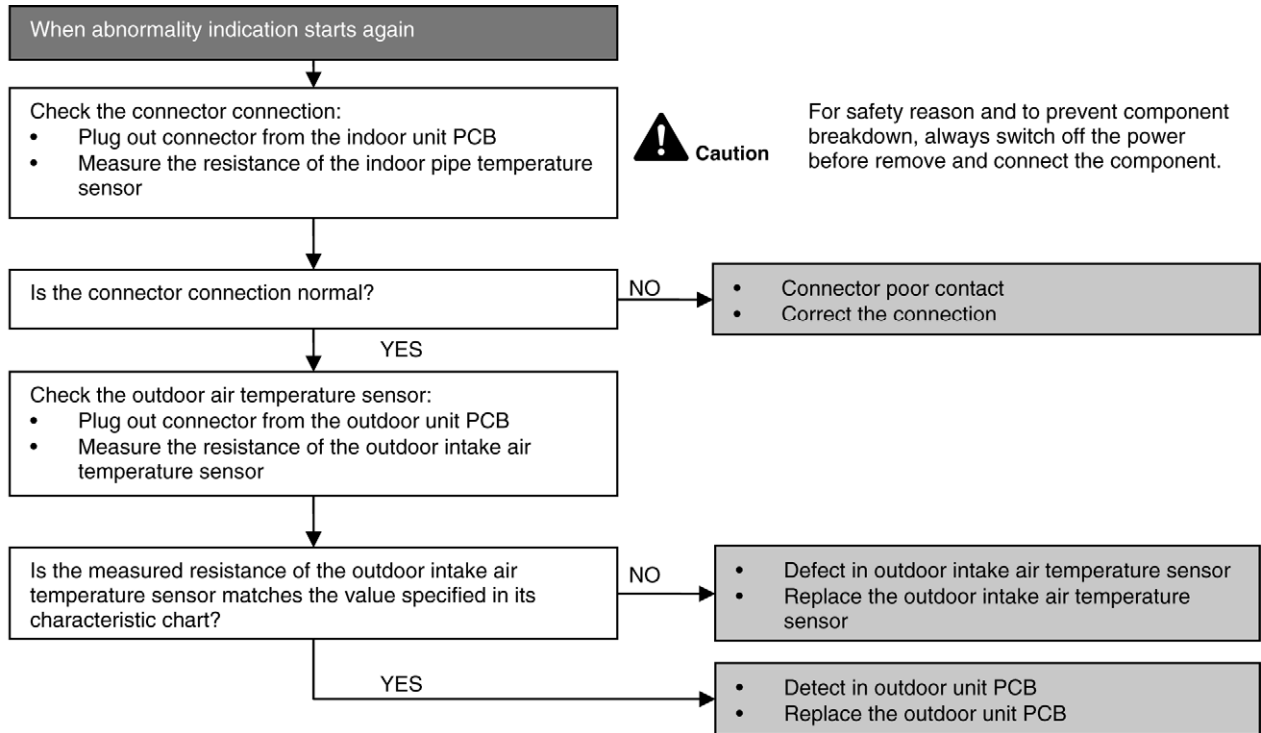 When abnormality indication starts again
Check the connector connection:
• Plug out connector from the indoor unit PCB
• Measure the resistance of the indoor pipe temperature
sensor
Caution
For safety reason and to prevent component
breakdown, always switch off the power
before remove and connect the component.
Is the connector connection normal?
NO
• Connector poor contact
• Correct the connection
YES
Check the outdoor air temperature sensor:
• Plug out connector from the outdoor unit PCB
• Measure the resistance of the outdoor intake air
temperature sensor
Is the measured resistance of the outdoor intake air
temperature sensor matches the value specified in its
characteristic chart?
NO
• Defect in outdoor intake air temperature sensor
• Replace the outdoor intake air temperature
sensor
YES
• Detect in outdoor unit PCB
• Replace the outdoor unit PCB